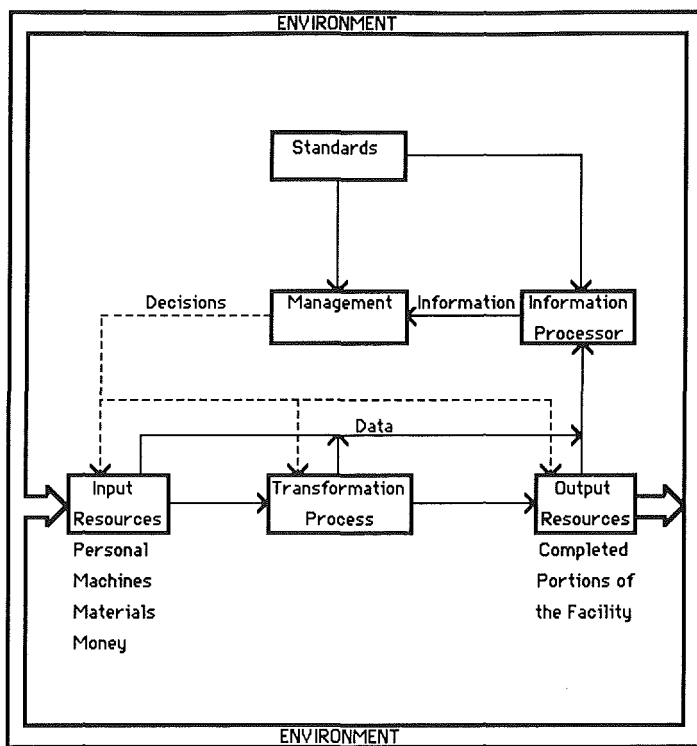 ENVIRONMENT
Standards
Decisions
Management
Information
Information
Processor
Data
Input
Resources
Transformation
Process
Output
Resources
Personal
Machines
Materials
Money
Completed
Portions of
the Facility
ENVIRONMENT